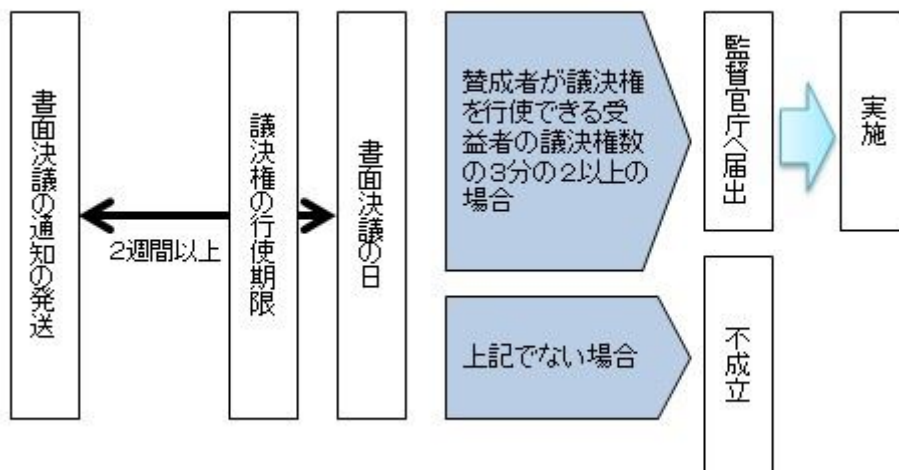 書面決議の通知の発送
2週間以上
議決権の行使期限
書面決議の日
賛成者が議決権
を行使できる受
益者の議決権数
の3分の2以上の
場合
監督官庁へ届出
実施
上記でない場合
不成立